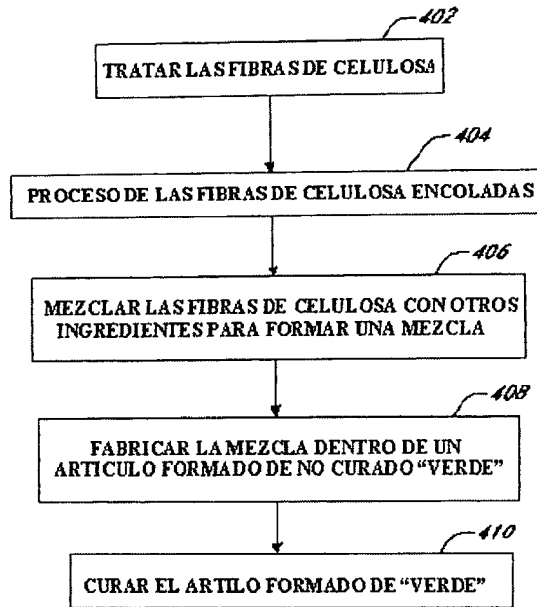 402
TRATAR LAS FIBRAS DE CELULOSA
404
PROCESO DE LAS FIBRAS DE CELULOSA ENCOLADAS
406
MEZCLAR LAS FIBRAS DE CELULOSA CON OTROS
INGREDIENTES PARA FORMAR UNA MEZCLA
408
FABRICAR LA MEZCLA DENTRO DE UN
ARTICULO FORMADO DE NO CURADO “VERDE”
410
CURAR EL ARTILO FORMADO DE “VERDE”